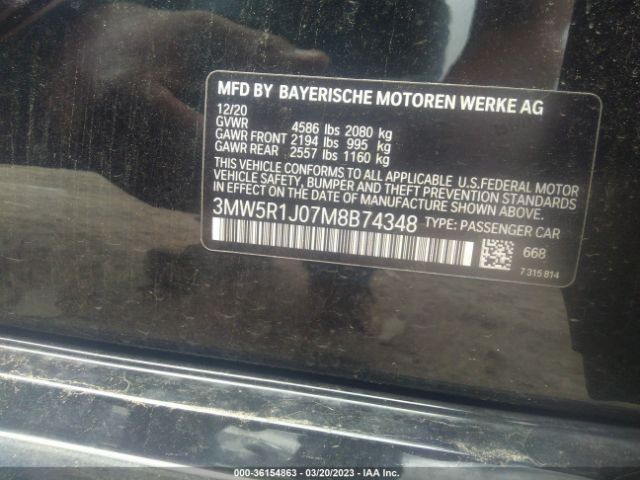 MFD BY BAYERISCHE MOTOREN WERKE AG
12/20
GVWR 4586 lbs 2080 kg
GAWR FRONT 2194 lbs 995 kg
GAWR REAR 2557 lbs 1160 kg
THIS VEHICLE CONFORMS TO ALL APPLICABLE U.S.FEDERAL MOTOR
VEHICLE SAFETY, BUMPER AND THEFT PREVENTION STANDARDS
IN EFFECT ON THE DATE OF MANUFACTURE SHOWN ABOVE.
3MW5R1J07M8B74348 TYPE: PASSENGER CAR
668
7 315 814
000-36154863 — 03/20/2023 — IAA Inc.